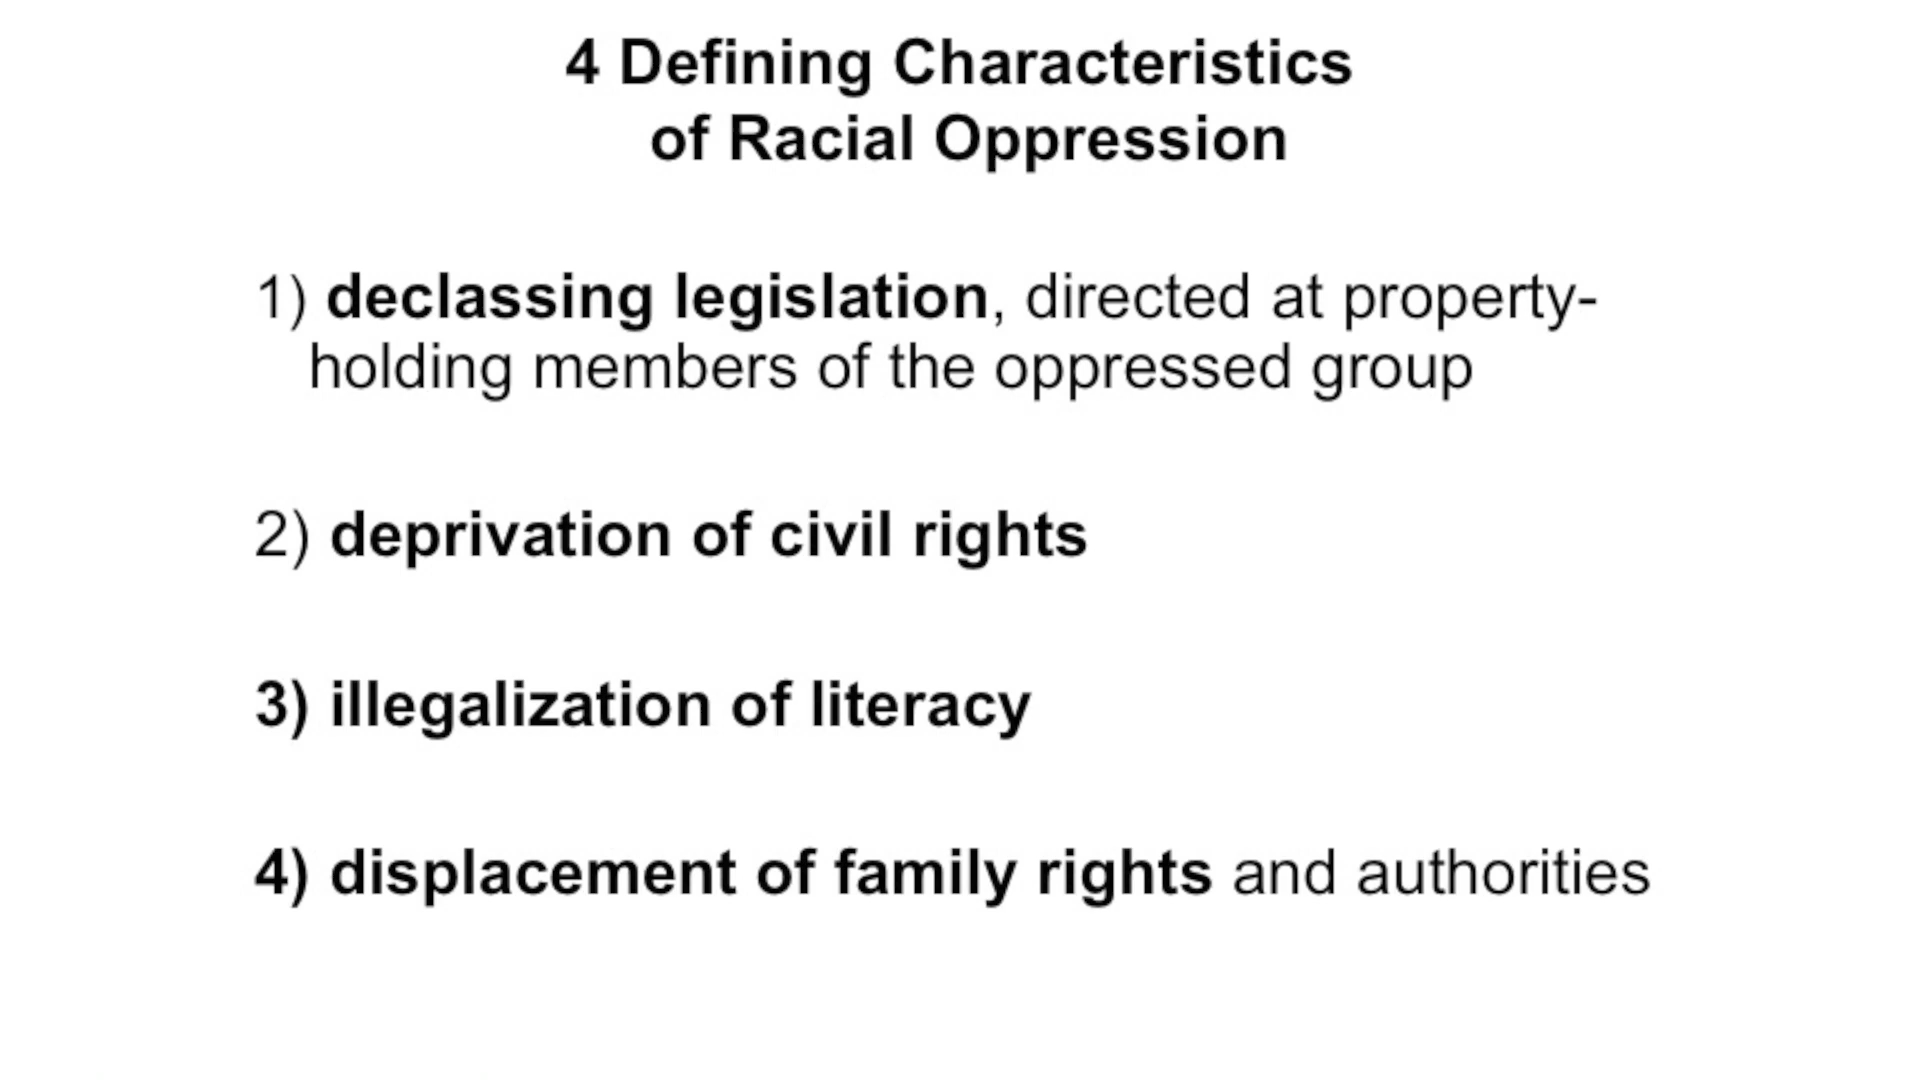 4 Defining Characteristics
of Racial Oppression
1) declassing legislation, directed at property-
holding members of the oppressed group
2) deprivation of civil rights
3) illegalization of literacy
4) displacement of family rights and authorities